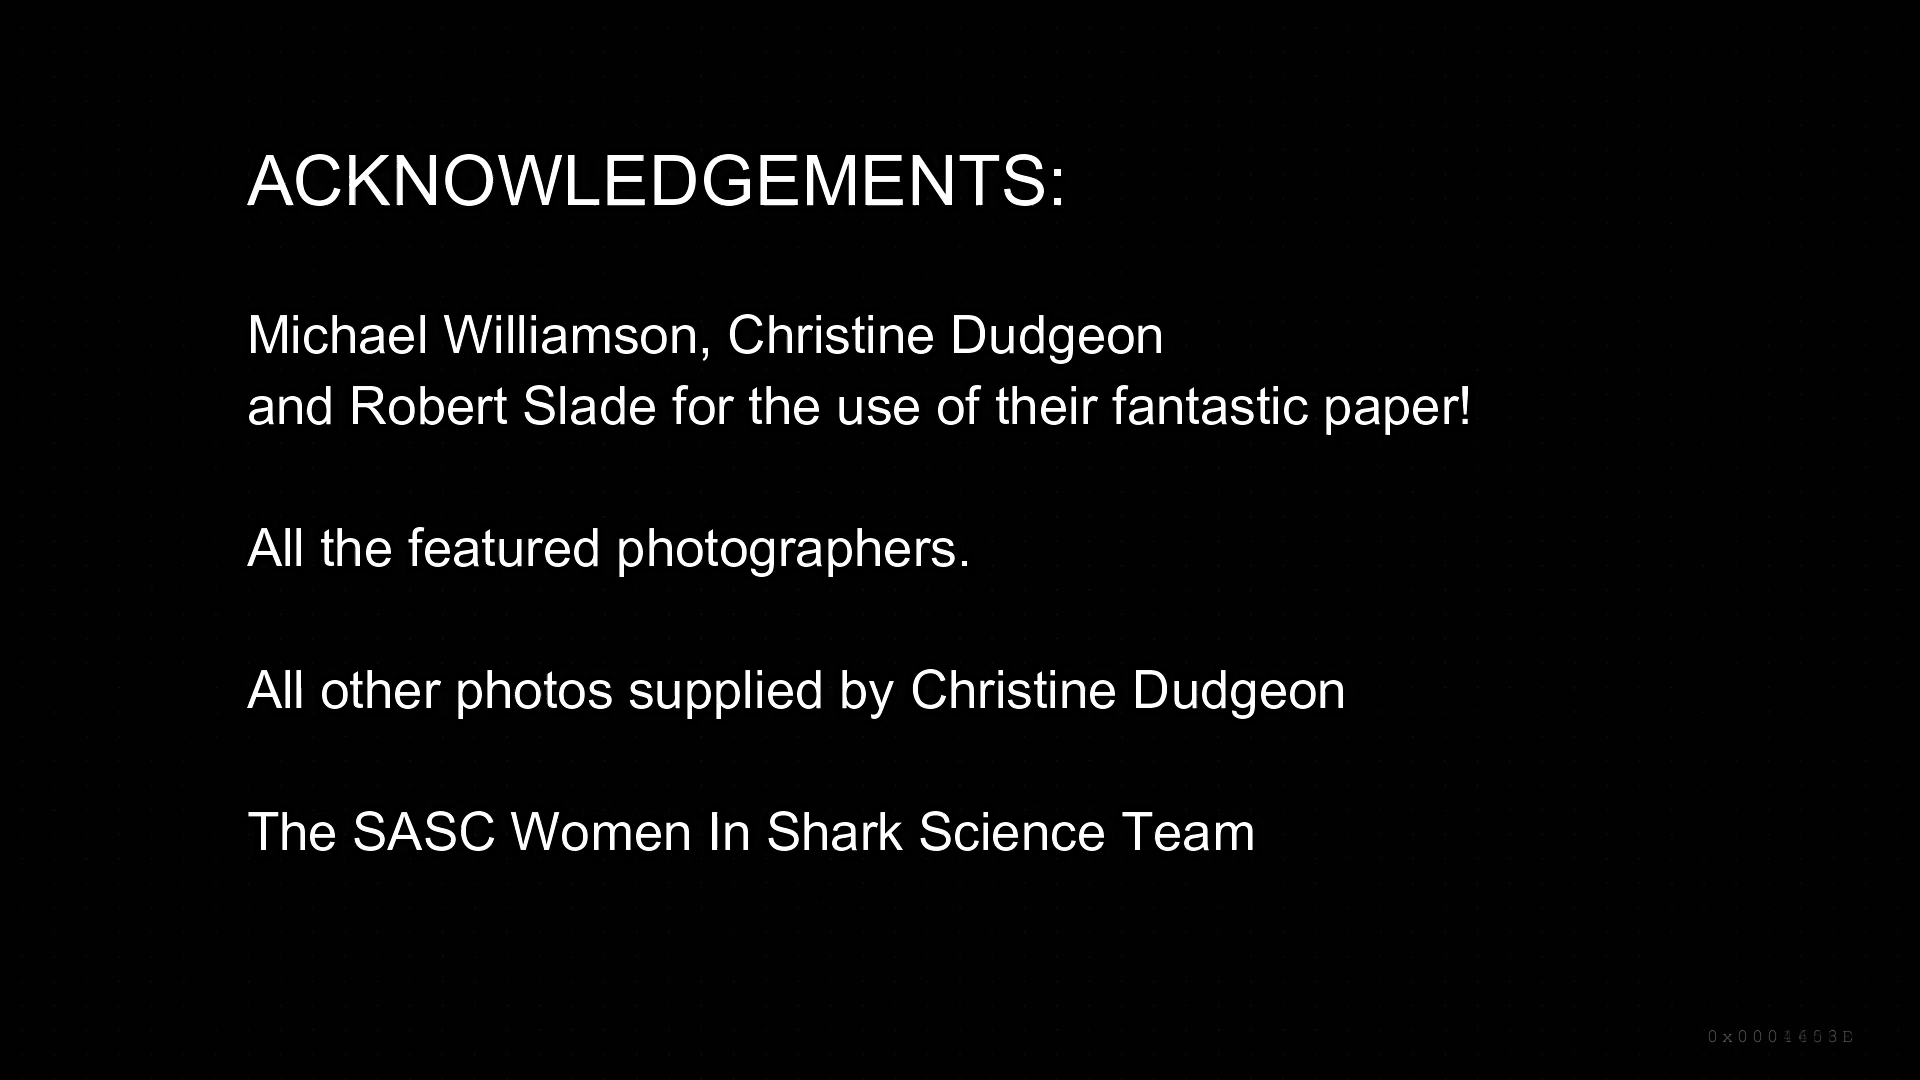 ACKNOWLEDGEMENTS:
Michael Williamson, Christine Dudgeon
and Robert Slade for the use of their fantastic paper!
All the featured photographers.
All other photos supplied by Christine Dudgeon
The SASC Women In Shark Science Team